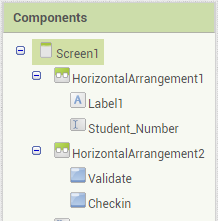 Components
Screen1
HorizontalArrangement1
Label1
Student_Number
HorizontalArrangement2
Validate
Checkin